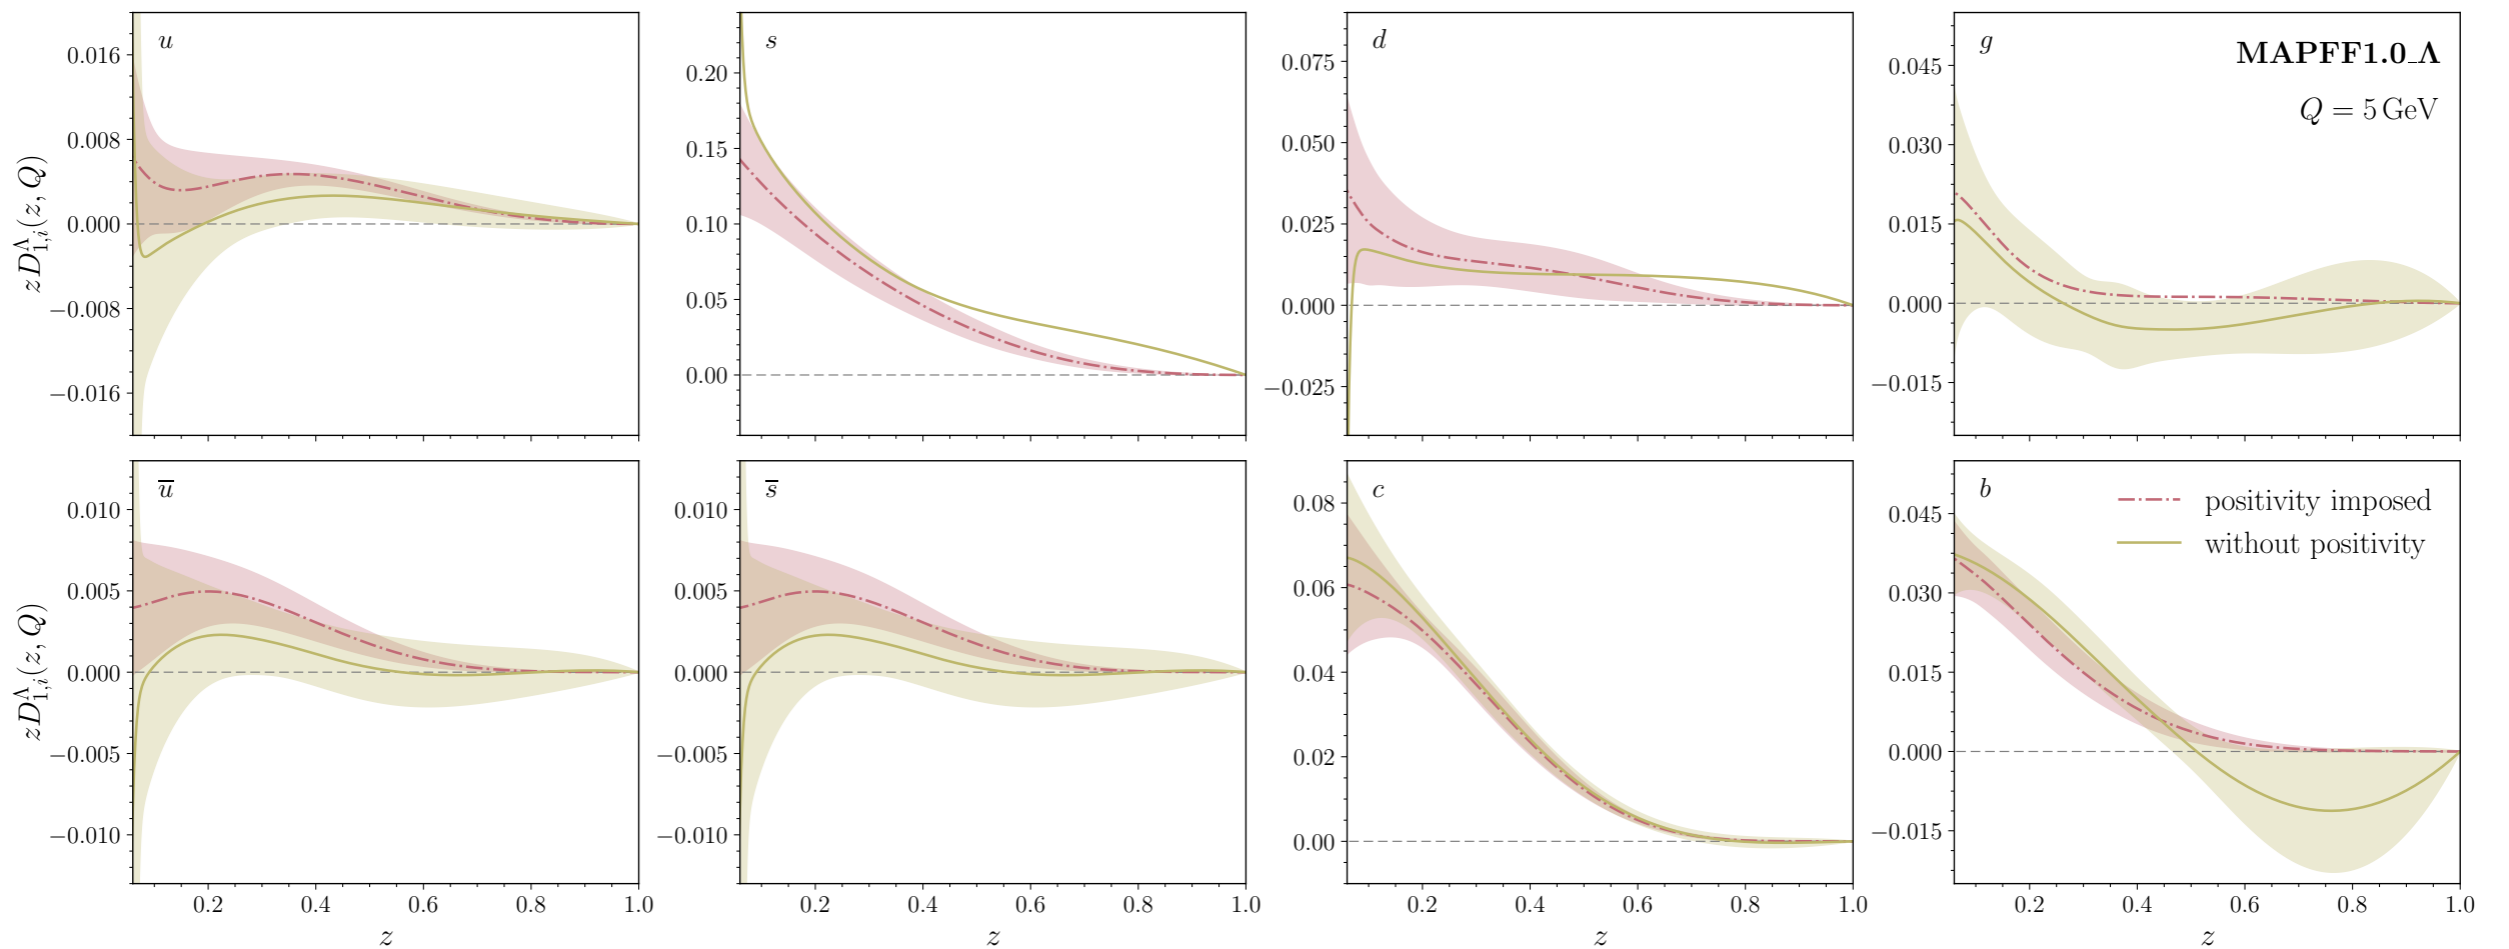 u
0.016
0.008
0.000
−0.008
−0.016
zD^Λ_{1,i}(z, Q)
s
0.20
0.15
0.10
0.05
0.00
d
0.075
0.050
0.025
0.000
−0.025
g
MAPFF1.0_Λ
Q = 5 GeV
0.045
0.030
0.015
0.000
−0.015
u̅
0.010
0.005
0.000
−0.005
−0.010
zD^Λ_{1,i}(z, Q)
0.2 0.4 0.6 0.8 1.0
z
s̅
0.010
0.005
0.000
−0.005
−0.010
0.2 0.4 0.6 0.8 1.0
z
c
0.08
0.06
0.04
0.02
0.00
0.2 0.4 0.6 0.8 1.0
z
b
positivity imposed
without positivity
0.045
0.030
0.015
0.000
−0.015
0.2 0.4 0.6 0.8 1.0
z